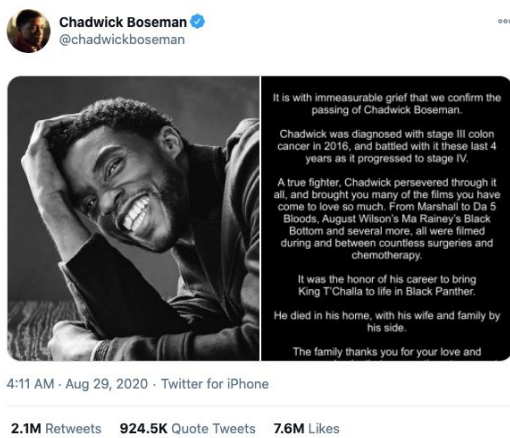 Chadwick Boseman
@chadwickboseman
It is with immeasurable grief that we confirm the
passing of Chadwick Boseman.
Chadwick was diagnosed with stage III colon
cancer in 2016, and battled with it these last 4
years as it progressed to stage IV.
A true fighter, Chadwick persevered through it
all, and brought you many of the films you have
come to love so much. From Marshall to Da 5
Bloods, August Wilson's Ma Rainey's Black
Bottom and several more, all were filmed
during and between countless surgeries and
chemotherapy.
It was the honor of his career to bring
King T'Challa to life in Black Panther.
He died in his home, with his wife and family by
his side.
The family thanks you for your love and
4:11 AM · Aug 29, 2020 · Twitter for iPhone
2.1M Retweets 924.5K Quote Tweets 7.6M Likes